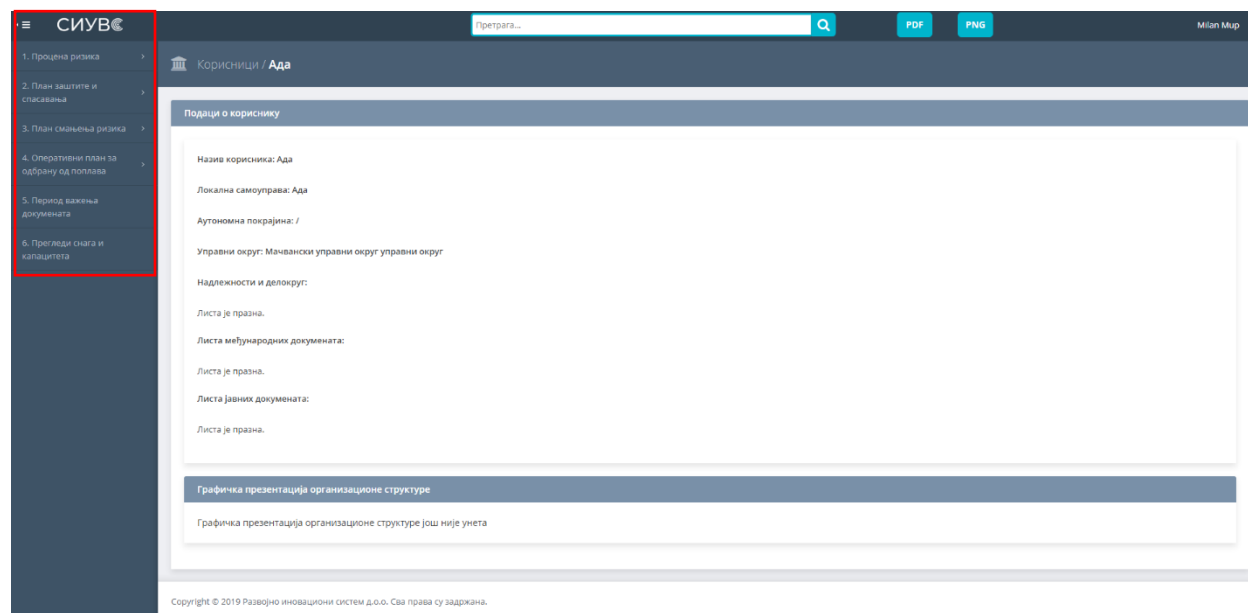 СИУВС
Претрага...
PDF
PNG
Milan Мир
1. Процена ризика
2. План заштите и
спасавања
3. План смањења ризика
4. Оперативни план за
одбрану од поплава
5. Период важења
документа
6. Прегледи снага и
капацитета
Корисници / Ада
Подаци о кориснику
Назив корисника: Ада
Локална самоуправа: Ада
Аутономна покрајина: /
Управни округ: Мачвански управни округ управни округ
Надлежности и делокруг:
Листа је празна.
Листа међународних докумената:
Листа је празна.
Листа јавних докумената:
Листа је празна.
Графичка презентација организационе структуре
Графичка презентација организационе структуре још није унета
Copyright © 2019 Развојно иновациони систем д.о.о. Сва права су задржана.